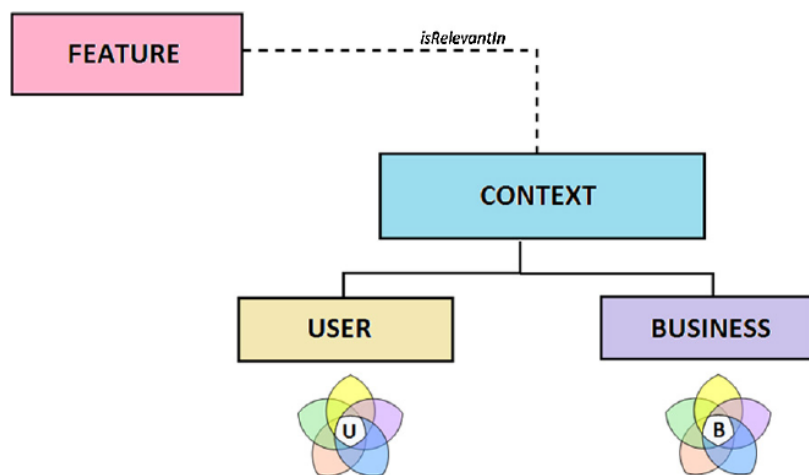 FEATURE
isRelevantIn
CONTEXT
USER
BUSINESS
U
B